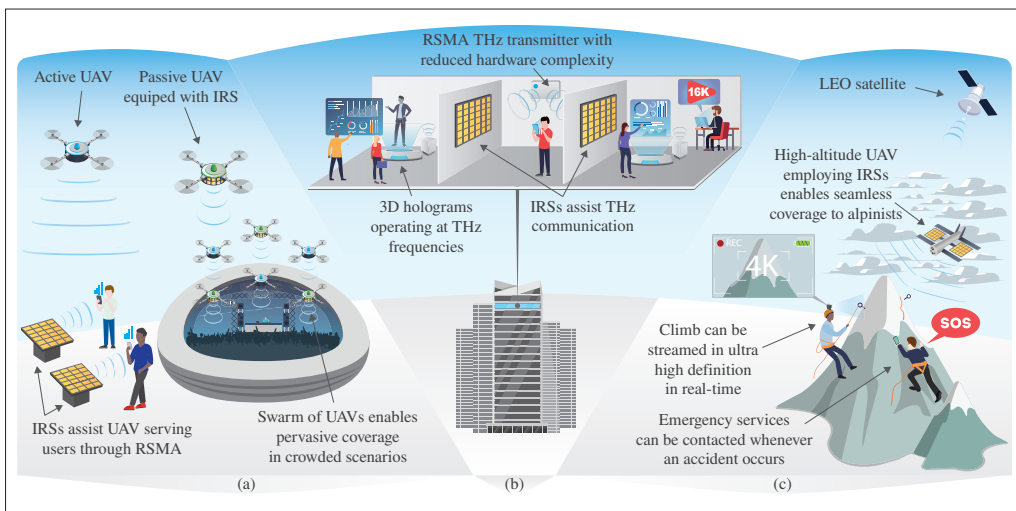 Active UAV
Passive UAV
equiped with IRS
IRSs assist UAV serving
users through RSMA
Swarm of UAVs enables
pervasive coverage
in crowded scenarios
(a)
RSMA THz transmitter with
reduced hardware complexity
16K
3D holograms
operating at THz
frequencies
IRSs assist THz
communication
(b)
LEO satellite
High-altitude UAV
employing IRSs
enables seamless
coverage to alpinists
REC
4K
SOS
Climb can be
streamed in ultra
high definition
in real-time
Emergency services
can be contacted whenever
an accident occurs
(c)